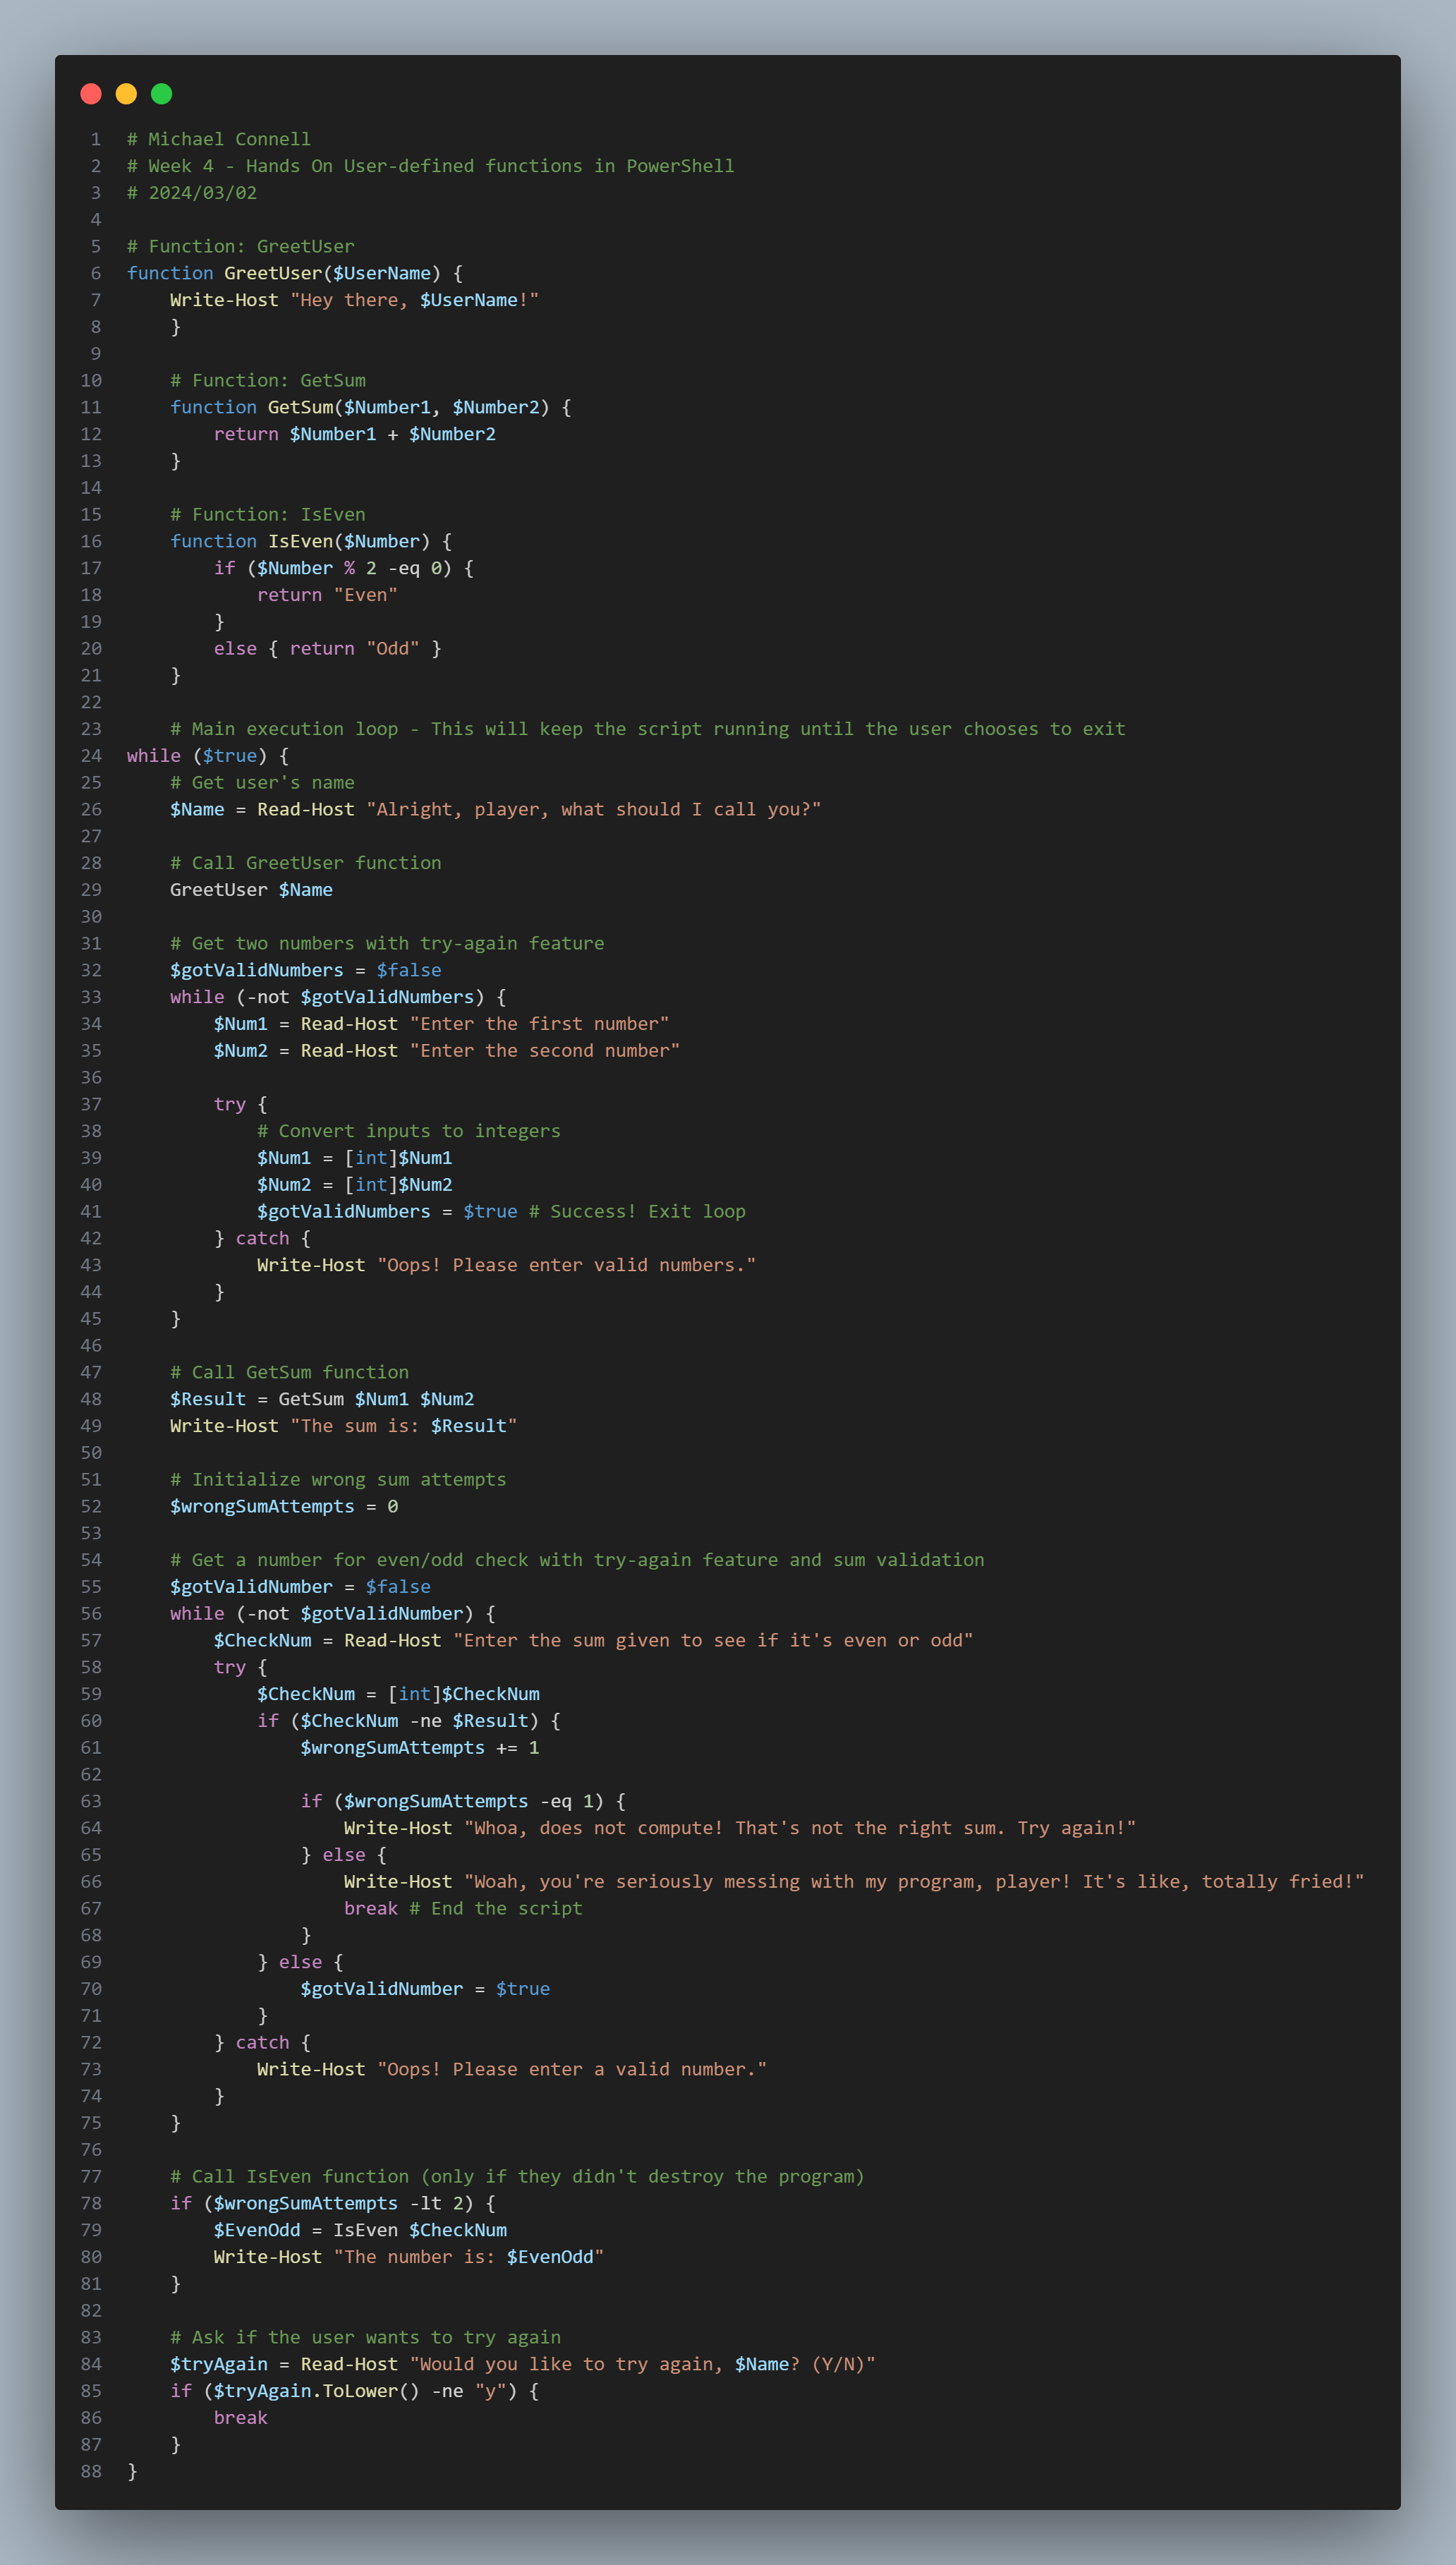 1 # Michael Connell
2 # Week 4 - Hands On User-defined functions in PowerShell
3 # 2024/03/02
4
5 # Function: GreetUser
6 function GreetUser($UserName) {
7     Write-Host "Hey there, $UserName!"
8     }
9
10     # Function: GetSum
11     function GetSum($Number1, $Number2) {
12         return $Number1 + $Number2
13     }
14
15     # Function: IsEven
16     function IsEven($Number) {
17         if ($Number % 2 -eq 0) {
18             return "Even"
19         }
20         else { return "Odd" }
21     }
22
23     # Main execution loop - This will keep the script running until the user chooses to exit
24 while ($true) {
25     # Get user's name
26     $Name = Read-Host "Alright, player, what should I call you?"
27
28     # Call GreetUser function
29     GreetUser $Name
30
31     # Get two numbers with try-again feature
32     $gotValidNumbers = $false
33     while (-not $gotValidNumbers) {
34         $Num1 = Read-Host "Enter the first number"
35         $Num2 = Read-Host "Enter the second number"
36
37         try {
38             # Convert inputs to integers
39             $Num1 = [int]$Num1
40             $Num2 = [int]$Num2
41             $gotValidNumbers = $true # Success! Exit loop
42         } catch {
43             Write-Host "Oops! Please enter valid numbers."
44         }
45     }
46
47     # Call GetSum function
48     $Result = GetSum $Num1 $Num2
49     Write-Host "The sum is: $Result"
50
51     # Initialize wrong sum attempts
52     $wrongSumAttempts = 0
53
54     # Get a number for even/odd check with try-again feature and sum validation
55     $gotValidNumber = $false
56     while (-not $gotValidNumber) {
57         $CheckNum = Read-Host "Enter the sum given to see if it's even or odd"
58         try {
59             $CheckNum = [int]$CheckNum
60             if ($CheckNum -ne $Result) {
61                 $wrongSumAttempts += 1
62
63                 if ($wrongSumAttempts -eq 1) {
64                     Write-Host "Whoa, does not compute! That's not the right sum. Try again!"
65                 } else {
66                     Write-Host "Woah, you're seriously messing with my program, player! It's like, totally fried!"
67                     break # End the script
68                 }
69             } else {
70                 $gotValidNumber = $true
71             }
72         } catch {
73             Write-Host "Oops! Please enter a valid number."
74         }
75     }
76
77     # Call IsEven function (only if they didn't destroy the program)
78     if ($wrongSumAttempts -lt 2) {
79         $EvenOdd = IsEven $CheckNum
80         Write-Host "The number is: $EvenOdd"
81     }
82
83     # Ask if the user wants to try again
84     $tryAgain = Read-Host "Would you like to try again, $Name? (Y/N)"
85     if ($tryAgain.ToLower() -ne "y") {
86         break
87     }
88 }